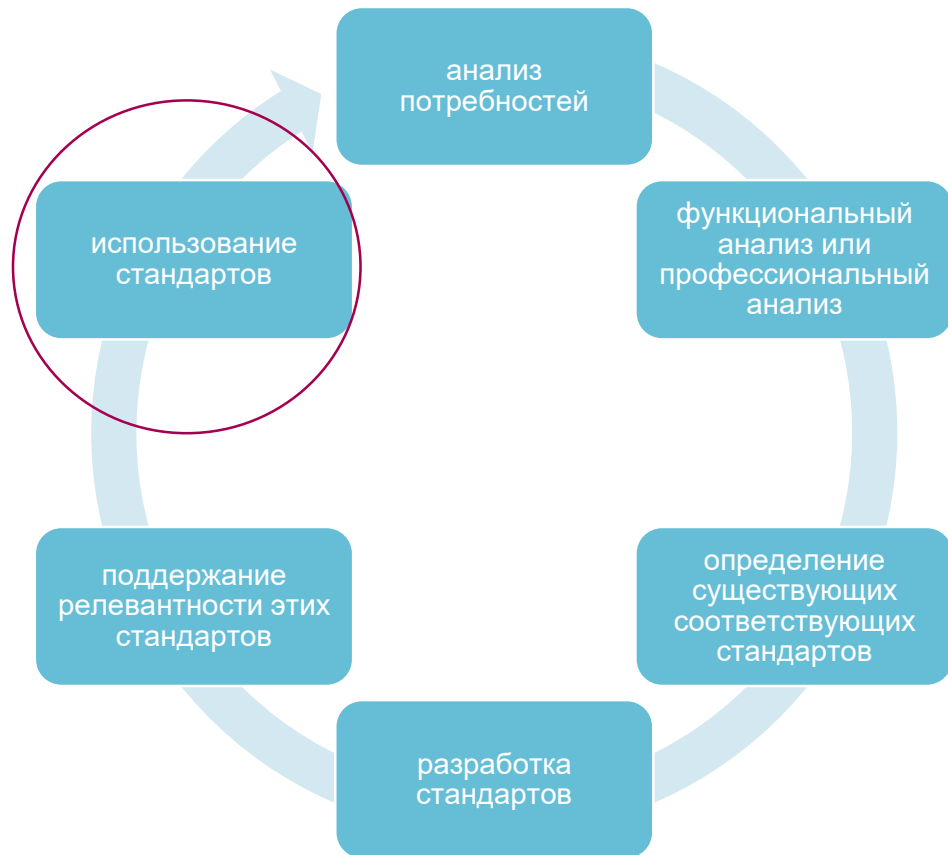 анализ
потребностей
функциональный
анализ или
профессиональный
анализ
определение
существующих
соответствующих
стандартов
разработка
стандартов
поддержание
релевантности этих
стандартов
использование
стандартов